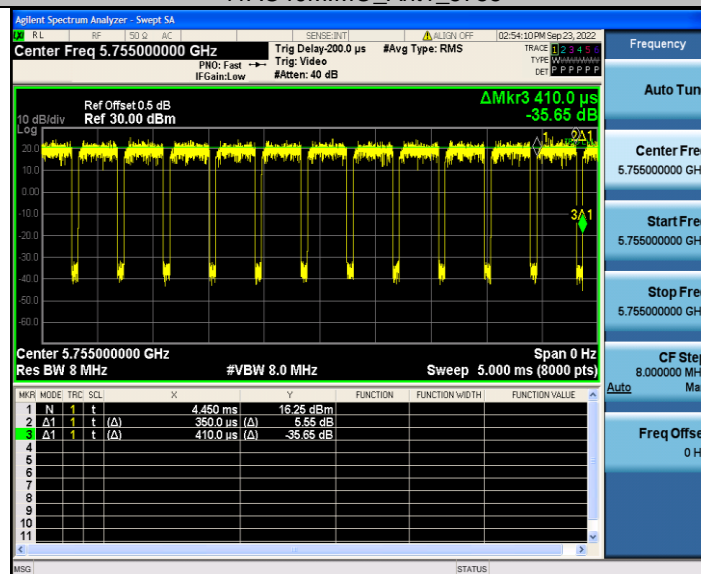 Agilent Spectrum Analyzer - Swept SA
RL RF 50 Ω AC SENSE:INT ALIGN OFF 02:54:10 PM Sep 23, 2022
Center Freq 5.755000000 GHz
PNO: Fast
IFGain:Low
Trig Delay-200.0 µs
Trig: Video
#Atten: 40 dB
#Avg Type: RMS
TRACE 1 2 3 4 5 6
TYPE W
DET P P P P P P
Frequency
Auto Tun
ΔMkr3 410.0 µs
-35.65 dB
Ref Offset 0.5 dB
10 dB/div Ref 30.00 dBm
Log
20.0
10.0
0.00
-10.0
-20.0
-30.0
-40.0
-50.0
-60.0
1
2Δ1
3Δ1
Center Fre
5.755000000 GH
Start Fre
5.755000000 GH
Stop Fre
5.755000000 GH
CF Ste
8.000000 MH
Auto Ma
Freq Offse
0 H
Center 5.755000000 GHz Span 0 Hz
Res BW 8 MHz #VBW 8.0 MHz Sweep 5.000 ms (8000 pts)
MKR MODE TRC SCL X Y FUNCTION FUNCTION WIDTH FUNCTION VALUE
1 N 1 t 4.450 ms 16.25 dBm
2 Δ1 1 t (Δ) 350.0 µs (Δ) 5.55 dB
3 Δ1 1 t (Δ) 410.0 µs (Δ) -35.65 dB
4
5
6
7
8
9
10
11
MSG STATUS